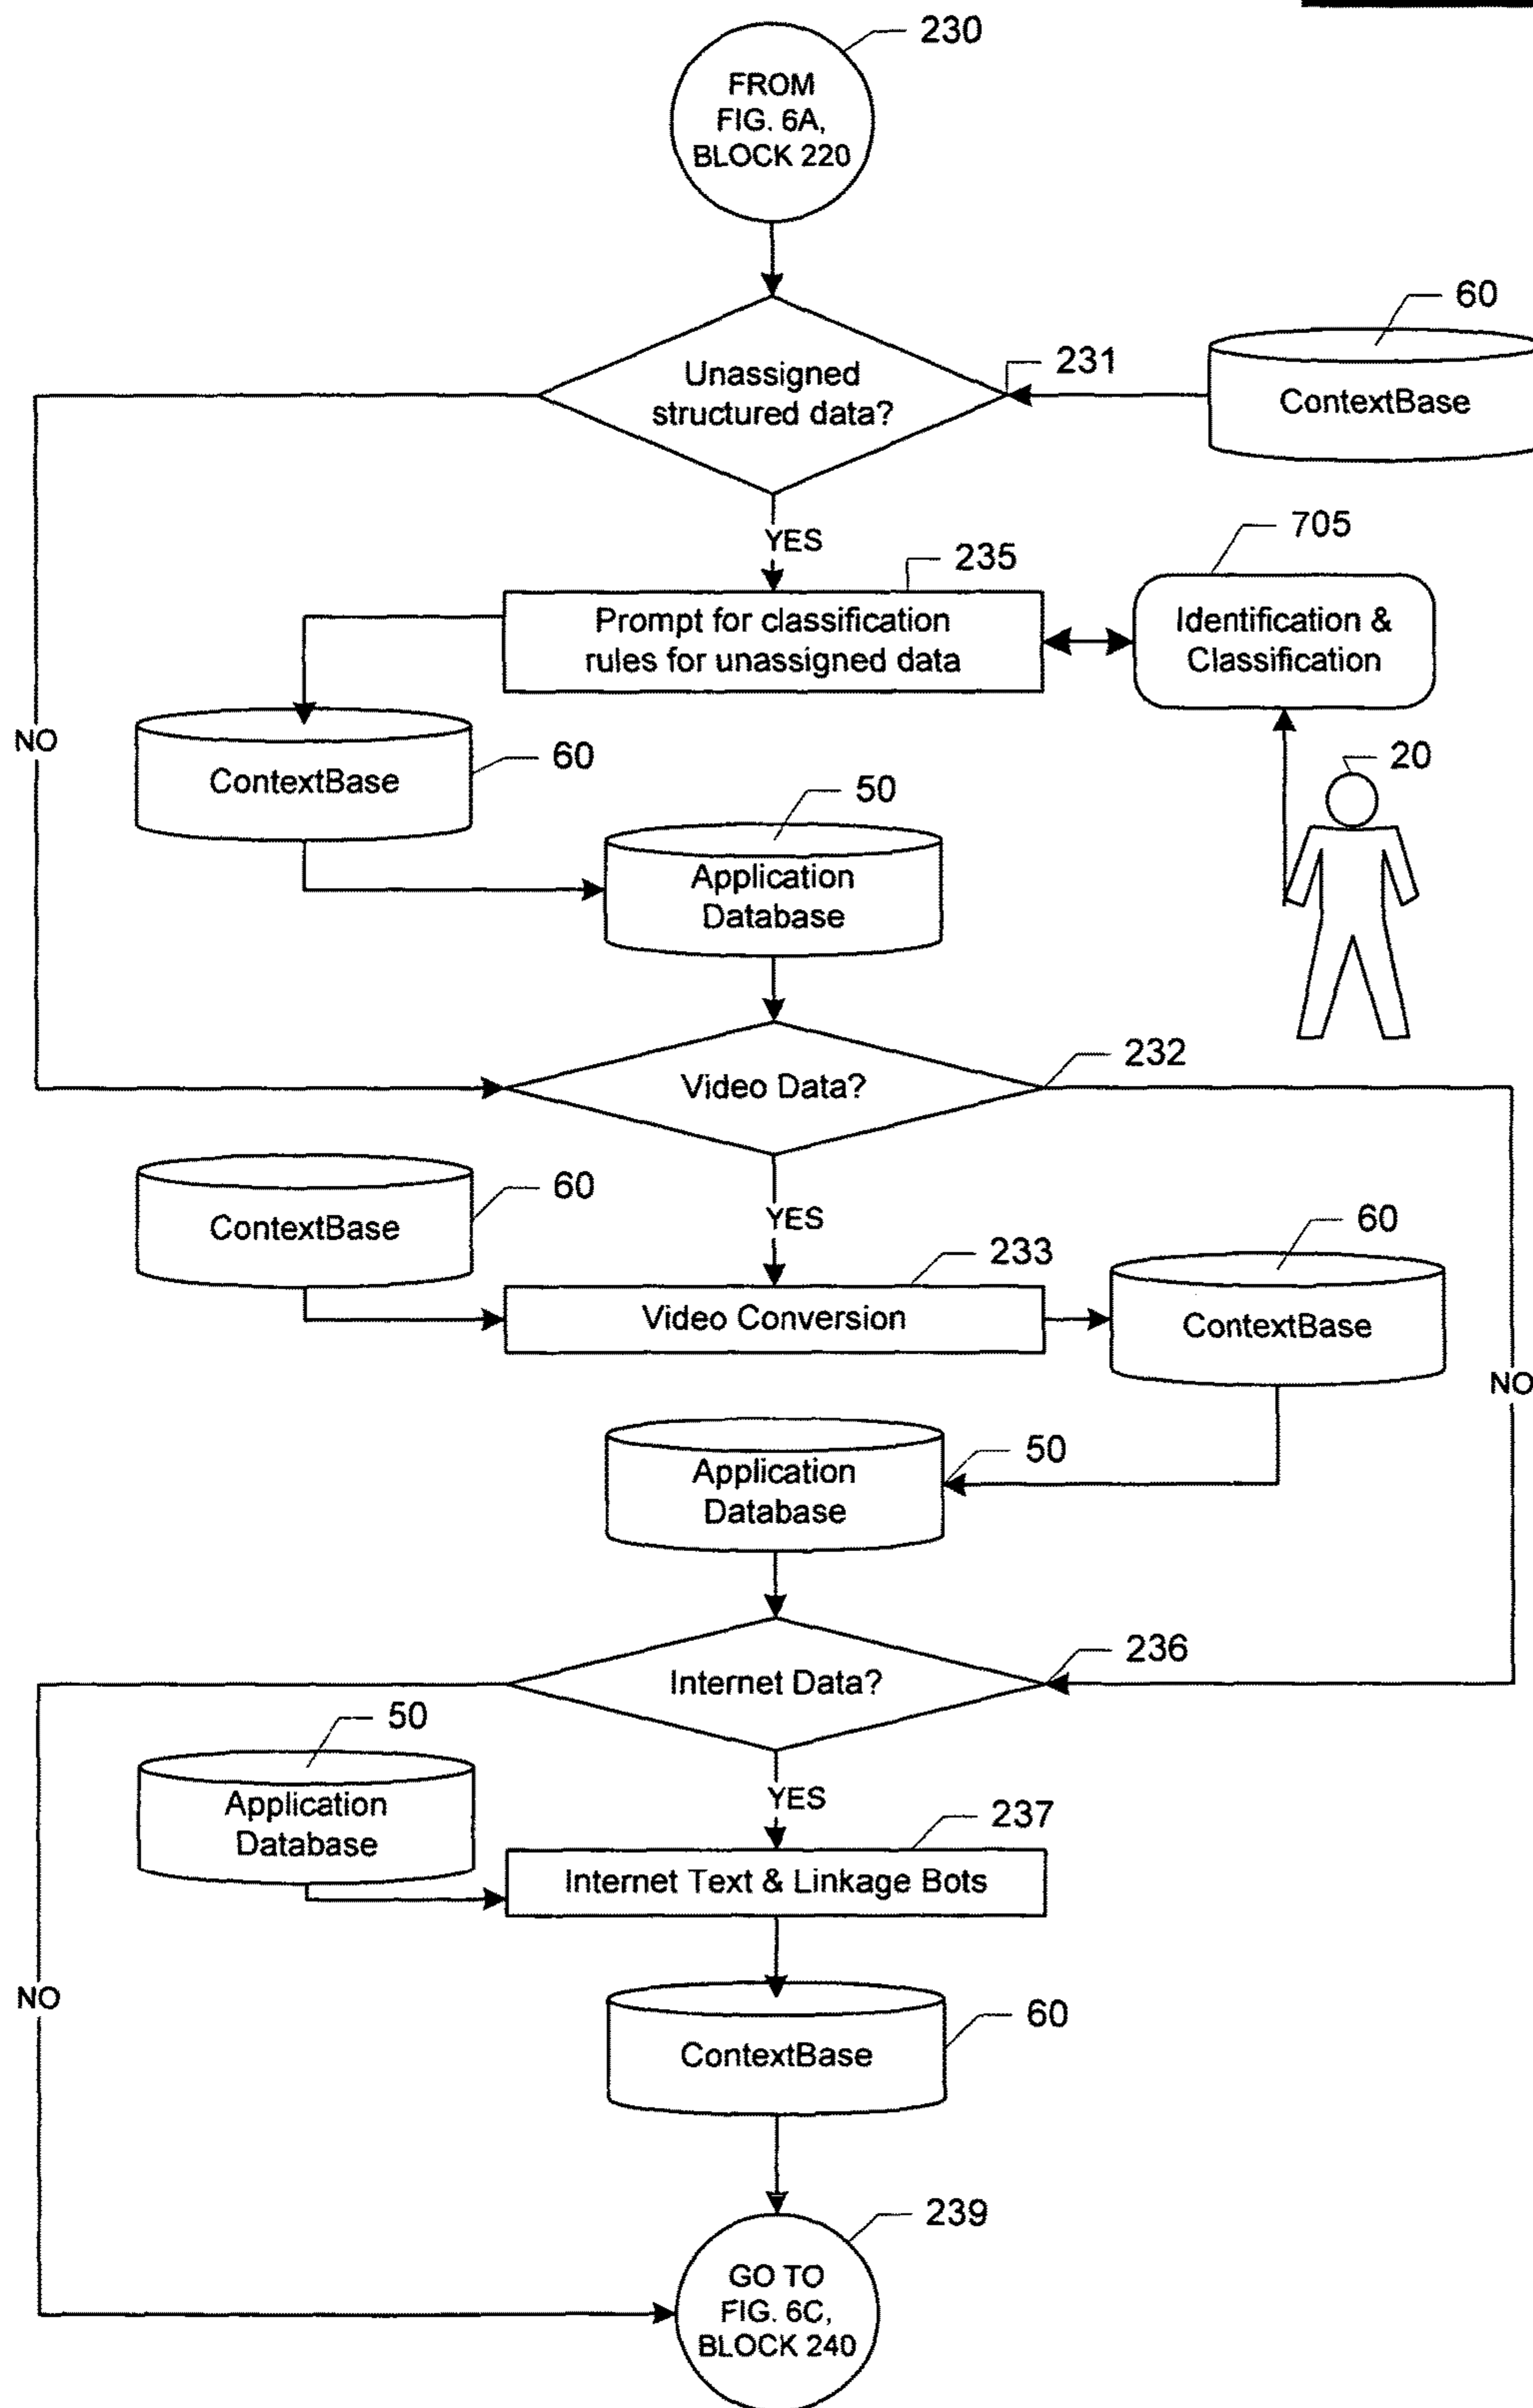 230
FROM
FIG. 6A,
BLOCK 220
60
231
Unassigned
structured data?
ContextBase
705
YES
235
Prompt for classification
rules for unassigned data
Identification &
Classification
NO
60
20
ContextBase
50
Application
Database
232
Video Data?
60
ContextBase
YES
60
233
Video Conversion
ContextBase
NO
50
Application
Database
236
Internet Data?
50
YES
Application
Database
237
Internet Text & Linkage Bots
NO
60
ContextBase
239
GO TO
FIG. 6C,
BLOCK 240